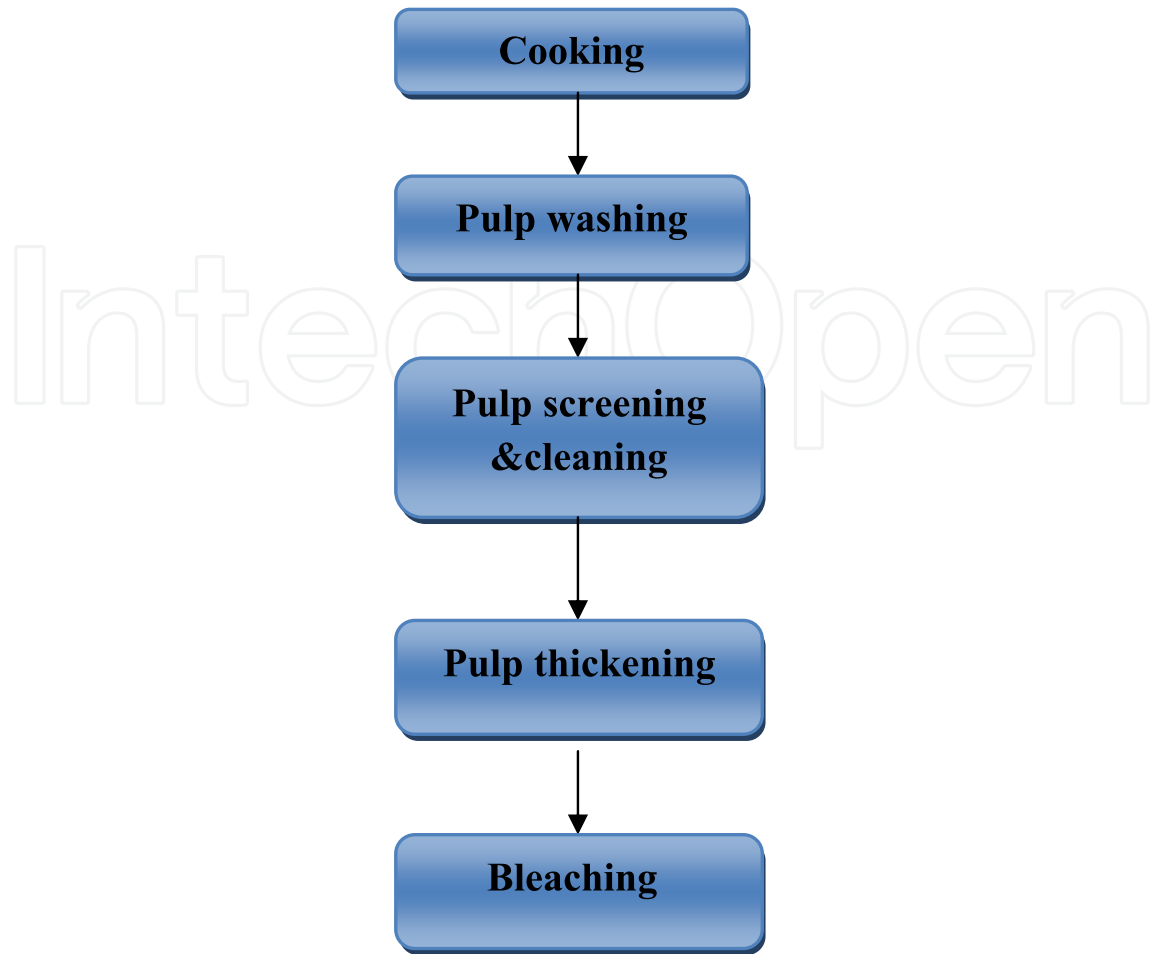 Cooking
Pulp washing
IntechOpen
Pulp screening
&cleaning
Pulp thickening
Bleaching